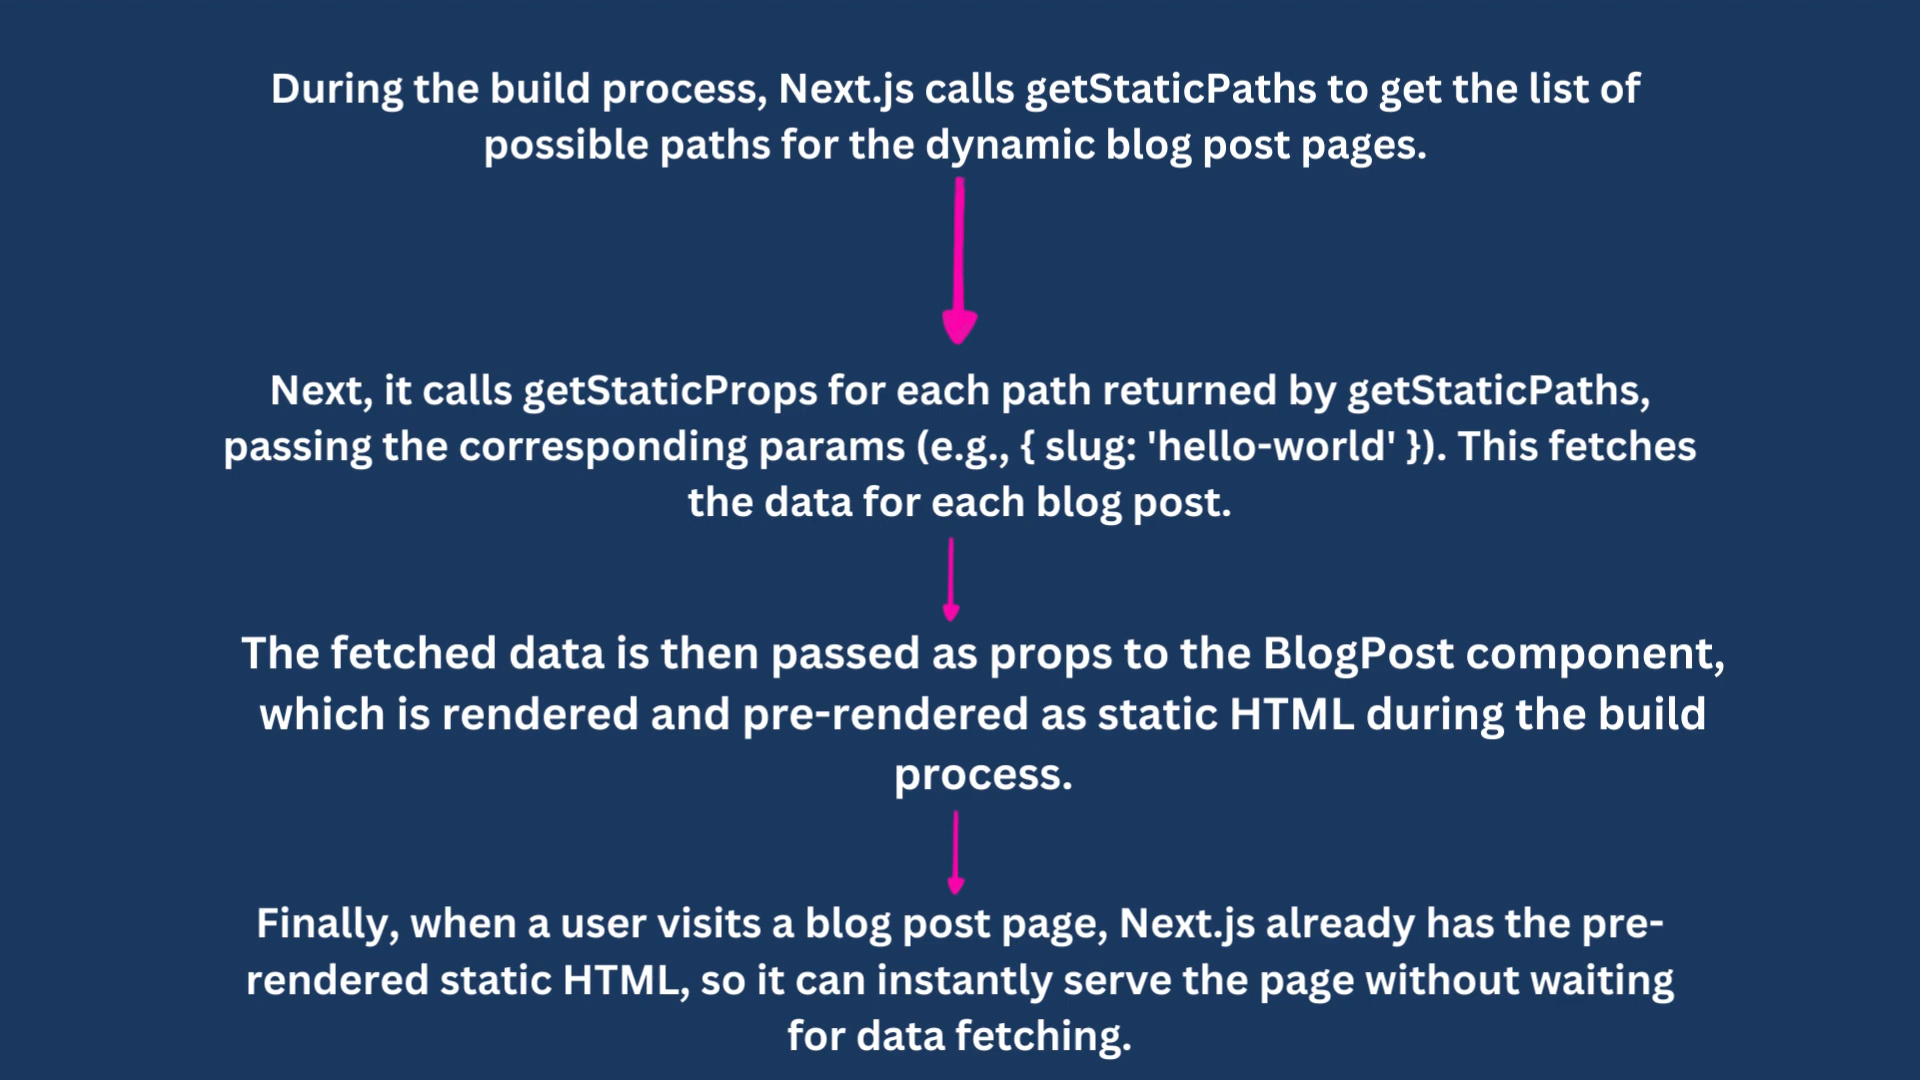 During the build process, Next.js calls getStaticPaths to get the list of
possible paths for the dynamic blog post pages.
Next, it calls getStaticProps for each path returned by getStaticPaths,
passing the corresponding params (e.g., { slug: 'hello-world' }). This fetches
the data for each blog post.
The fetched data is then passed as props to the BlogPost component,
which is rendered and pre-rendered as static HTML during the build
process.
Finally, when a user visits a blog post page, Next.js already has the pre-
rendered static HTML, so it can instantly serve the page without waiting
for data fetching.